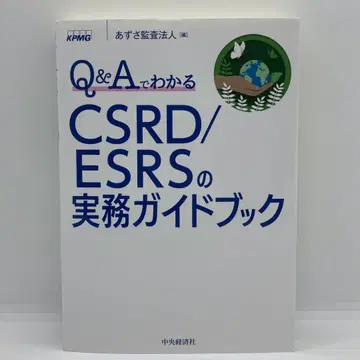 KPMG あずさ監査法人[編]
Q&Aでわかる
CSRD/
ESRSの
実務ガイドブック
中央経済社